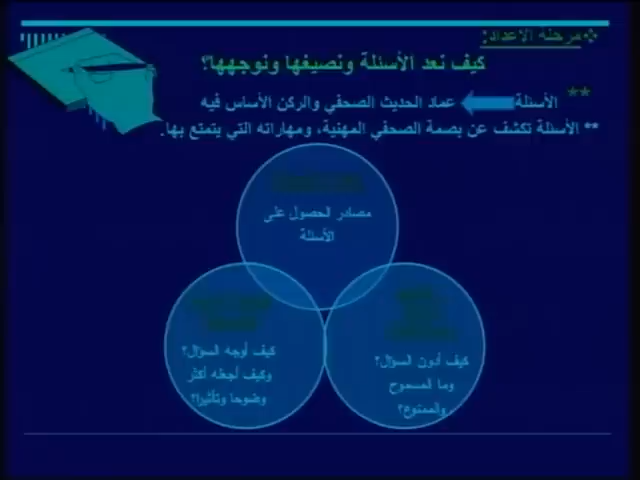 مرحلة الإعداد:
كيف نعد الأسئلة ونصيغها ونوجهها؟
** الأسئلة عماد الحديث الصحفي والركن الأساس فيه
** الأسئلة تكشف عن بصمة الصحفي المهنية، ومهاراته التي يتمتع بها.
مصادر الحصول على
الأسئلة
كيف أدون السؤال؟
وما المسموح
والممنوع؟
كيف أوجه السؤال؟
وكيف أجعله أكثر
وضوحا وتأثيرا؟